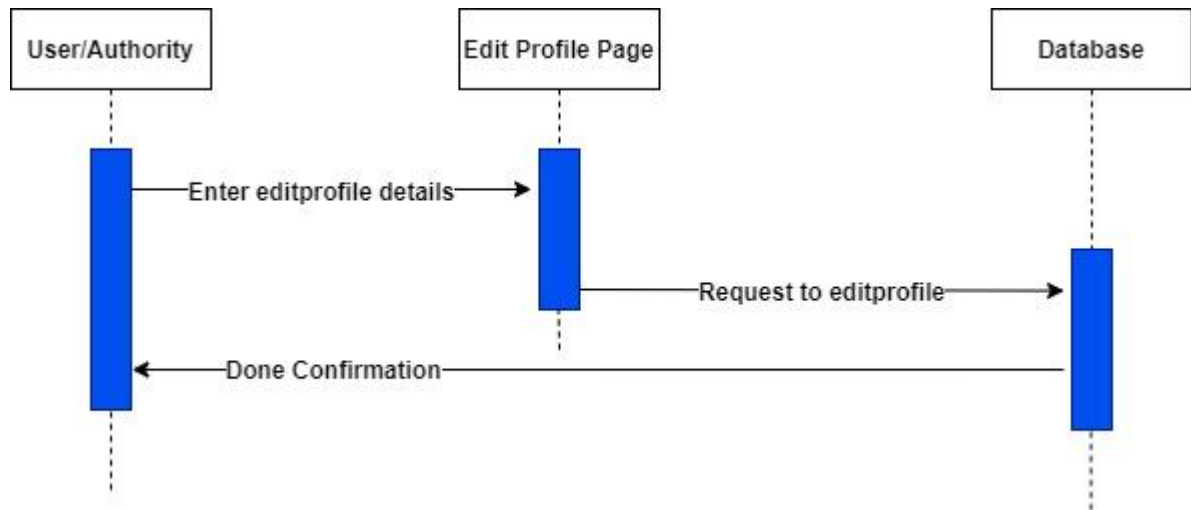 User/Authority
Edit Profile Page
Database
Enter editprofile details
Request to editprofile
Done Confirmation